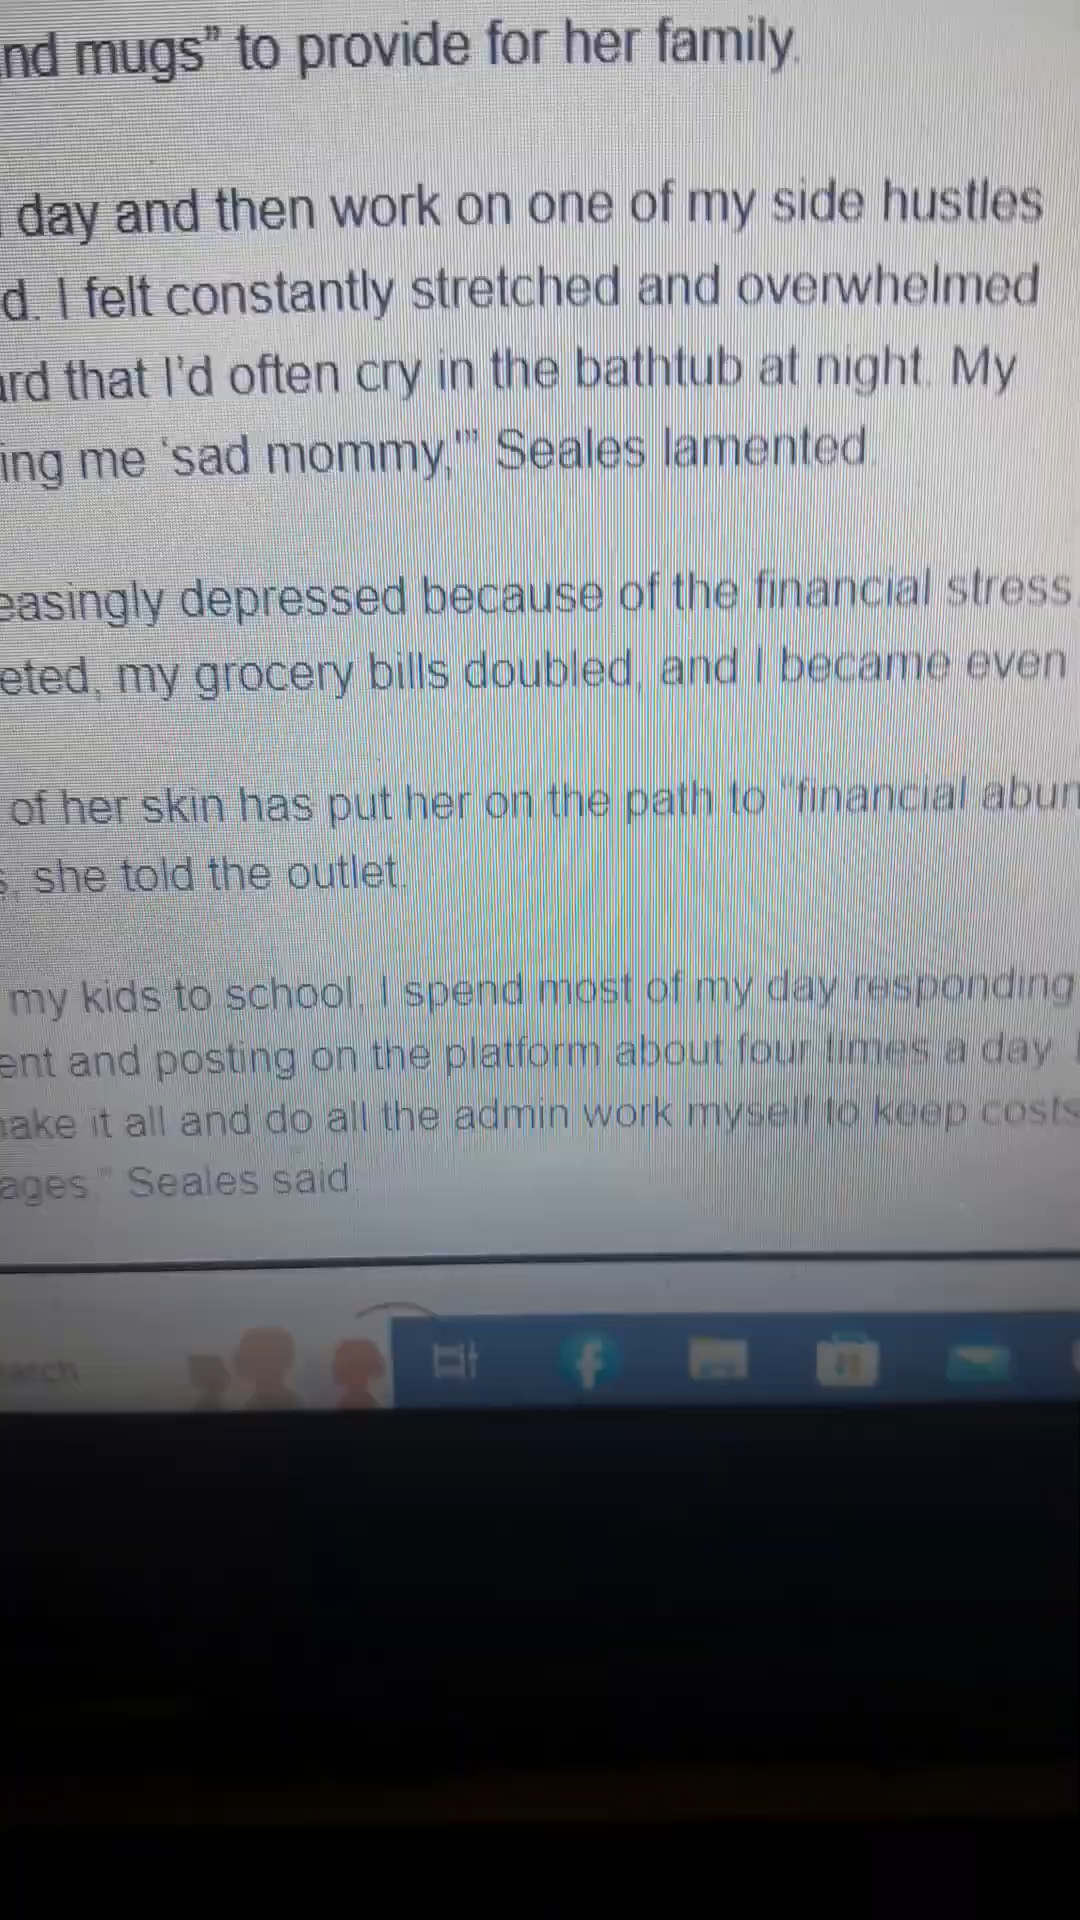 nd mugs” to provide for her family.
day and then work on one of my side hustles
d. I felt constantly stretched and overwhelmed
ard that I'd often cry in the bathtub at night. My
ing me ‘sad mommy,'” Seales lamented.
easingly depressed because of the financial stress.
eted, my grocery bills doubled, and I became even
of her skin has put her on the path to “financial abun
s, she told the outlet.
my kids to school, I spend most of my day responding
ent and posting on the platform about four times a day. I
make it all and do all the admin work myself to keep costs
ages.” Seales said.
earch
f